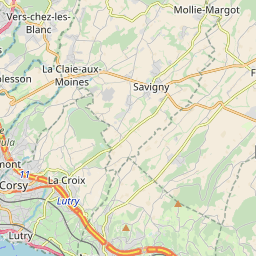 Mollie-Margot
Vers-chez-les-
Blanc
La Claie-aux-
Moines
Savigny
La Croix
Corsy
Lutry
Lutry